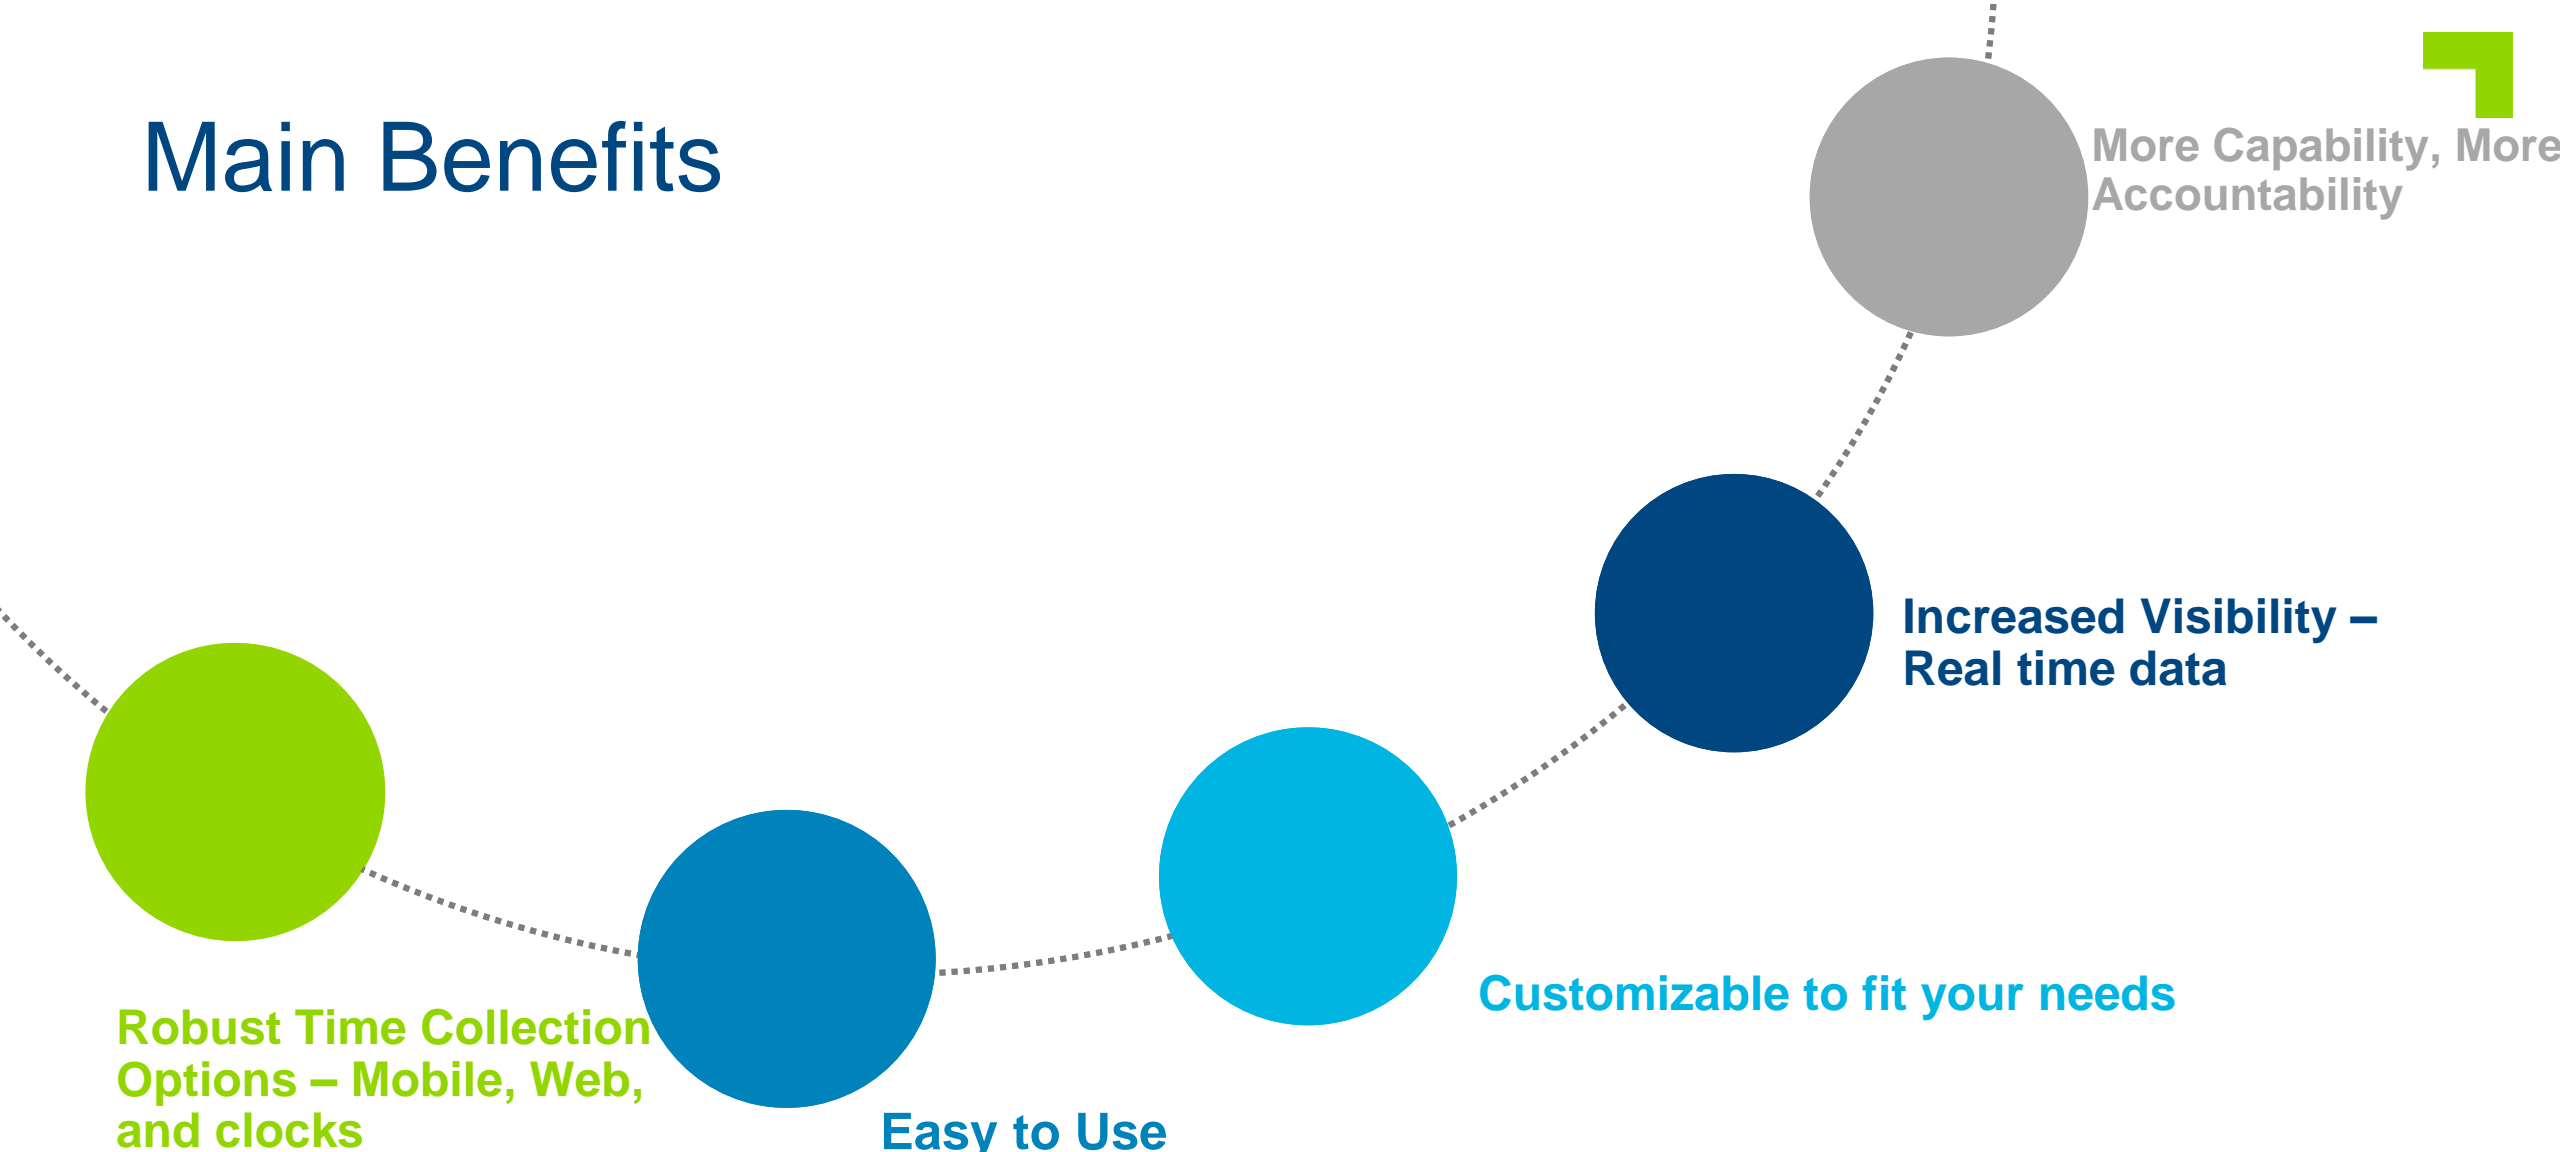 Main Benefits
More Capability, More
Accountability
Increased Visibility –
Real time data
Customizable to fit your needs
Robust Time Collection
Options – Mobile, Web,
and clocks
Easy to Use